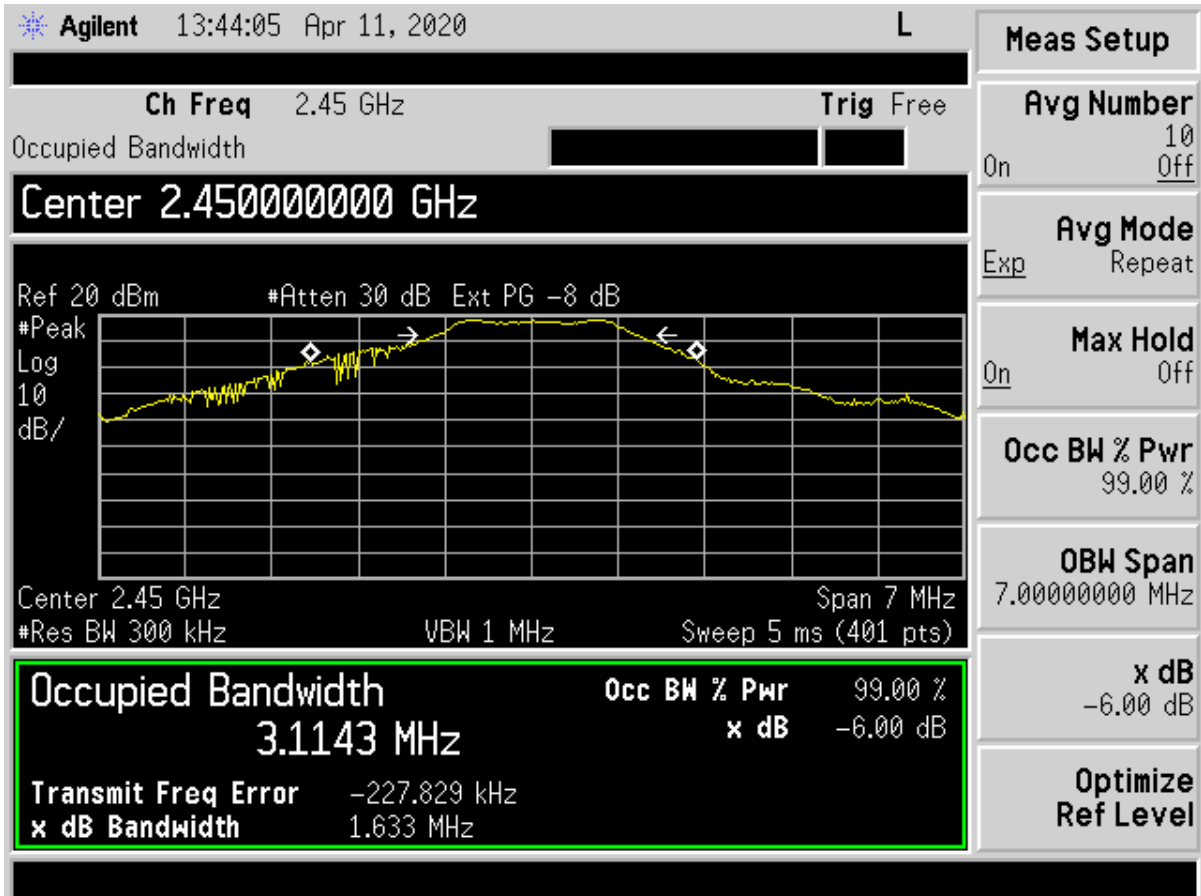 Agilent 13:44:05 Apr 11, 2020 L
Ch Freq 2.45 GHz Trig Free
Occupied Bandwidth
Center 2.450000000 GHz
Ref 20 dBm #Atten 30 dB Ext PG -8 dB
#Peak
Log
10
dB/
Center 2.45 GHz Span 7 MHz
#Res BW 300 kHz VBW 1 MHz Sweep 5 ms (401 pts)
Occupied Bandwidth Occ BW % Pwr 99.00 %
3.1143 MHz x dB -6.00 dB
Transmit Freq Error -227.829 kHz
x dB Bandwidth 1.633 MHz
Meas Setup
Avg Number
10
On Off
Avg Mode
Exp Repeat
Max Hold
On Off
Occ BW % Pwr
99.00 %
OBW Span
7.00000000 MHz
x dB
-6.00 dB
Optimize
Ref Level